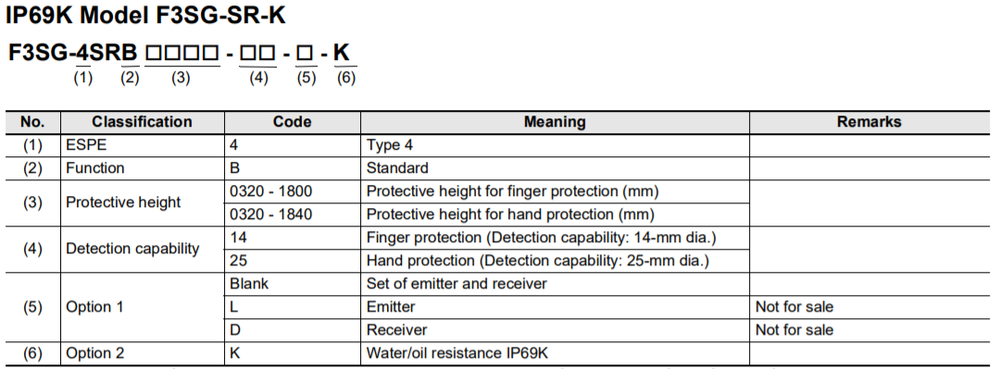 IP69K Model F3SG-SR-K
F3SG-4SRB □□□□ - □□ - □ - K
(1) (2) (3) (4) (5) (6)
No. Classification Code Meaning Remarks
(1) ESPE 4 Type 4
(2) Function B Standard
(3) Protective height 0320 - 1800 Protective height for finger protection (mm)
0320 - 1840 Protective height for hand protection (mm)
(4) Detection capability 14 Finger protection (Detection capability: 14-mm dia.)
25 Hand protection (Detection capability: 25-mm dia.)
(5) Option 1 Blank Set of emitter and receiver
L Emitter Not for sale
D Receiver Not for sale
(6) Option 2 K Water/oil resistance IP69K